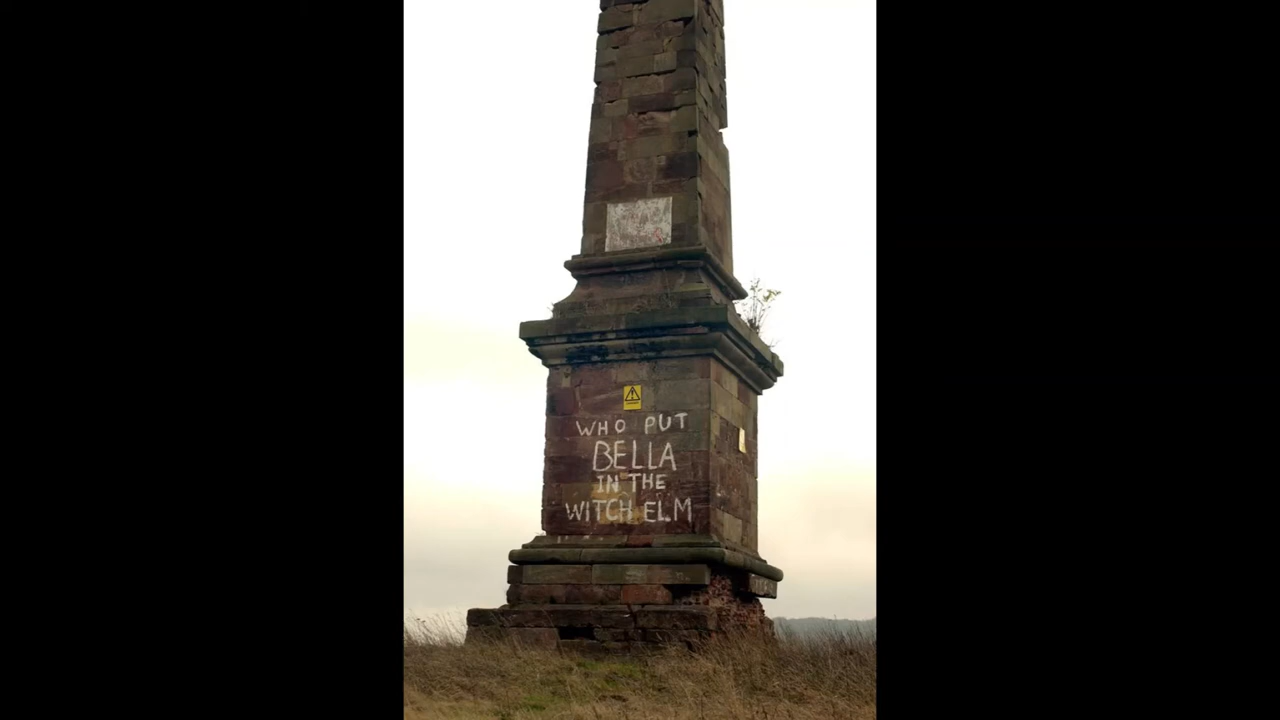 WHO PUT
BELLA
IN THE
WITCH ELM